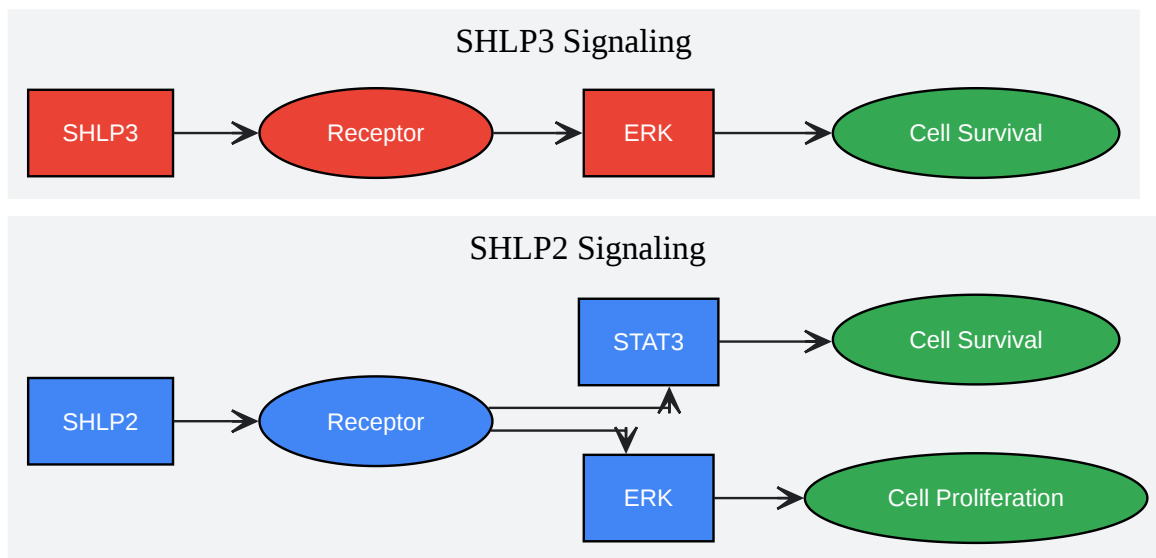 SHLP3 Signaling
SHLP3
Receptor
ERK
Cell Survival
SHLP2 Signaling
SHLP2
Receptor
STAT3
Cell Survival
ERK
Cell Proliferation